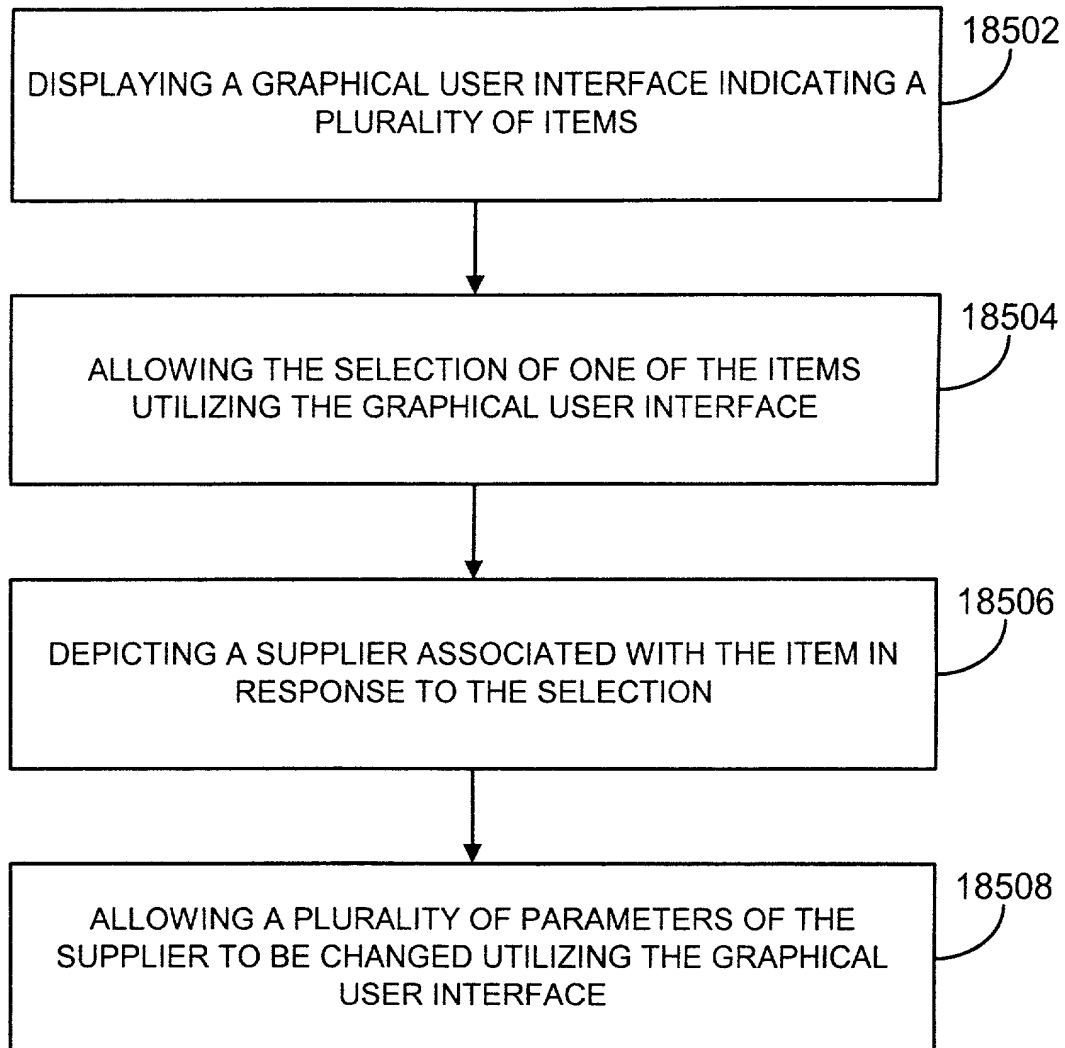 18502
DISPLAYING A GRAPHICAL USER INTERFACE INDICATING A
PLURALITY OF ITEMS
18504
ALLOWING THE SELECTION OF ONE OF THE ITEMS
UTILIZING THE GRAPHICAL USER INTERFACE
18506
DEPICTING A SUPPLIER ASSOCIATED WITH THE ITEM IN
RESPONSE TO THE SELECTION
18508
ALLOWING A PLURALITY OF PARAMETERS OF THE
SUPPLIER TO BE CHANGED UTILIZING THE GRAPHICAL
USER INTERFACE